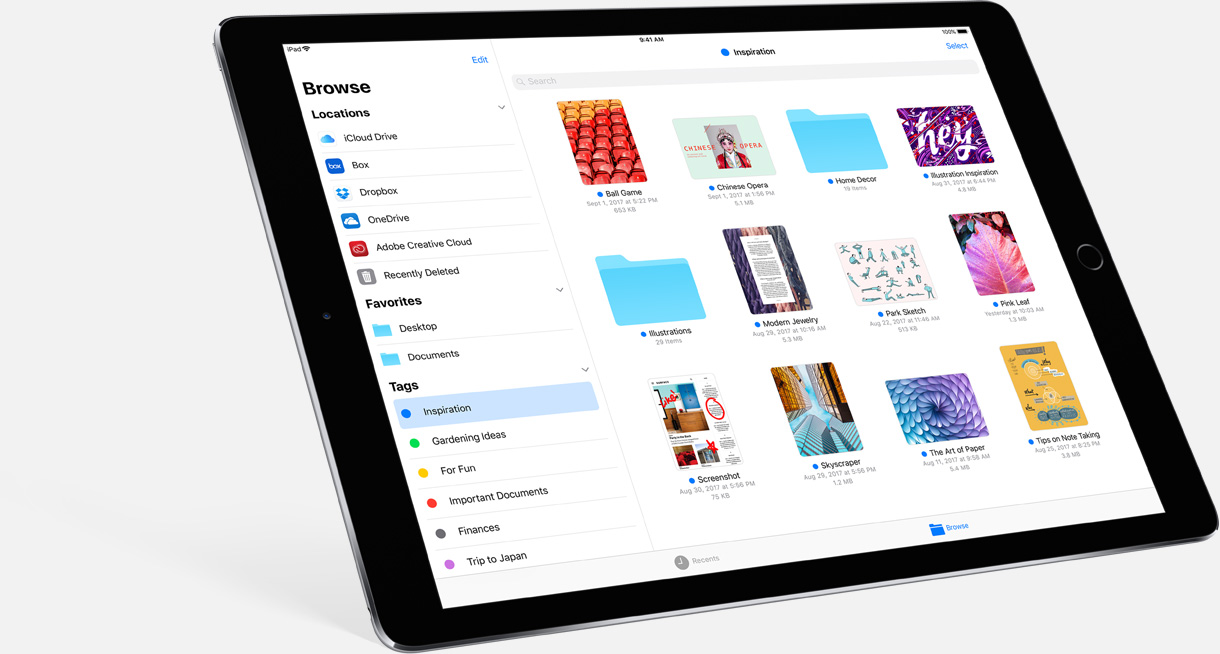 iPad
9:41 AM
100%
Edit
Browse
Locations
iCloud Drive
box
Box
Dropbox
OneDrive
Adobe Creative Cloud
Recently Deleted
Favorites
Desktop
Documents
Tags
Inspiration
Gardening Ideas
For Fun
Important Documents
Finances
Trip to Japan
Inspiration
Select
Search
Ball Game
Sept 1, 2017 at 5:22 PM
653 KB
CHINESE OPERA
Chinese Opera
Sept 1, 2017 at 1:56 PM
5.1 MB
Home Decor
19 items
hey
Illustration Inspiration
Aug 31, 2017 at 6:44 PM
4.8 MB
Illustrations
29 items
Modern Jewelry
Aug 29, 2017 at 10:16 AM
5.3 MB
Park Sketch
Aug 22, 2017 at 11:46 AM
513 KB
Pink Leaf
Yesterday at 10:03 AM
1.3 MB
Like
Screenshot
Aug 30, 2017 at 5:56 PM
75 KB
Skyscraper
Aug 29, 2017 at 5:56 PM
1.2 MB
The Art of Paper
Aug 11, 2017 at 9:58 AM
5.4 MB
Tips on Note Taking
Aug 25, 2017 at 8:25 PM
3.8 MB
Recents
Browse